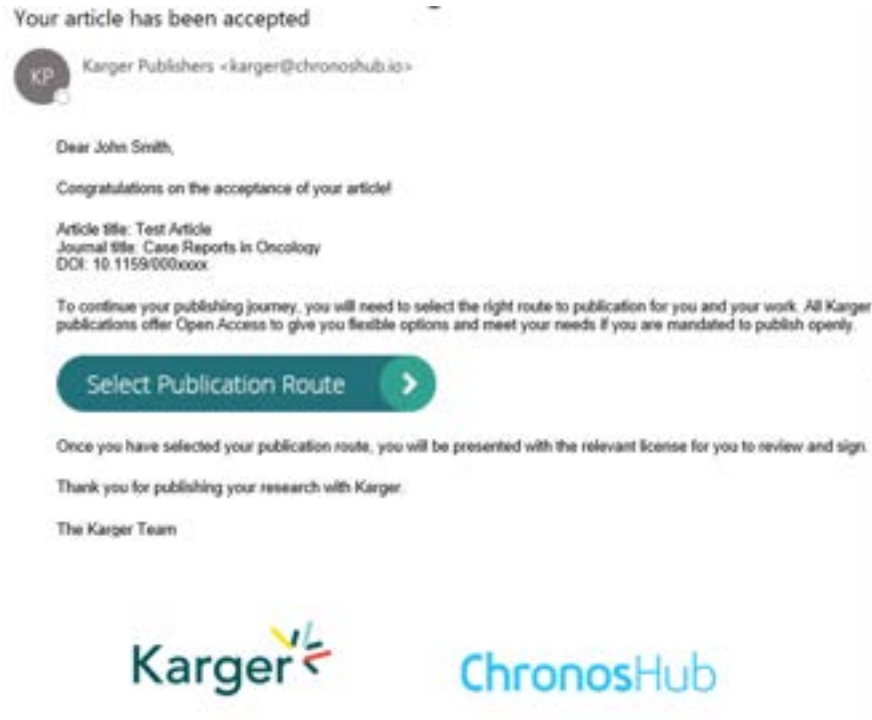 Your article has been accepted
KP
Karger Publishers <karger@chronoshub.io>
Dear John Smith,
Congratulations on the acceptance of your article!
Article title: Test Article
Journal title: Case Reports in Oncology
DOI: 10.1159/000xxxx
To continue your publishing journey, you will need to select the right route to publication for you and your work. All Karger
publications offer Open Access to give you flexible options and meet your needs if you are mandated to publish openly.
Select Publication Route
Once you have selected your publication route, you will be presented with the relevant license for you to review and sign.
Thank you for publishing your research with Karger.
The Karger Team
Karger
ChronosHub